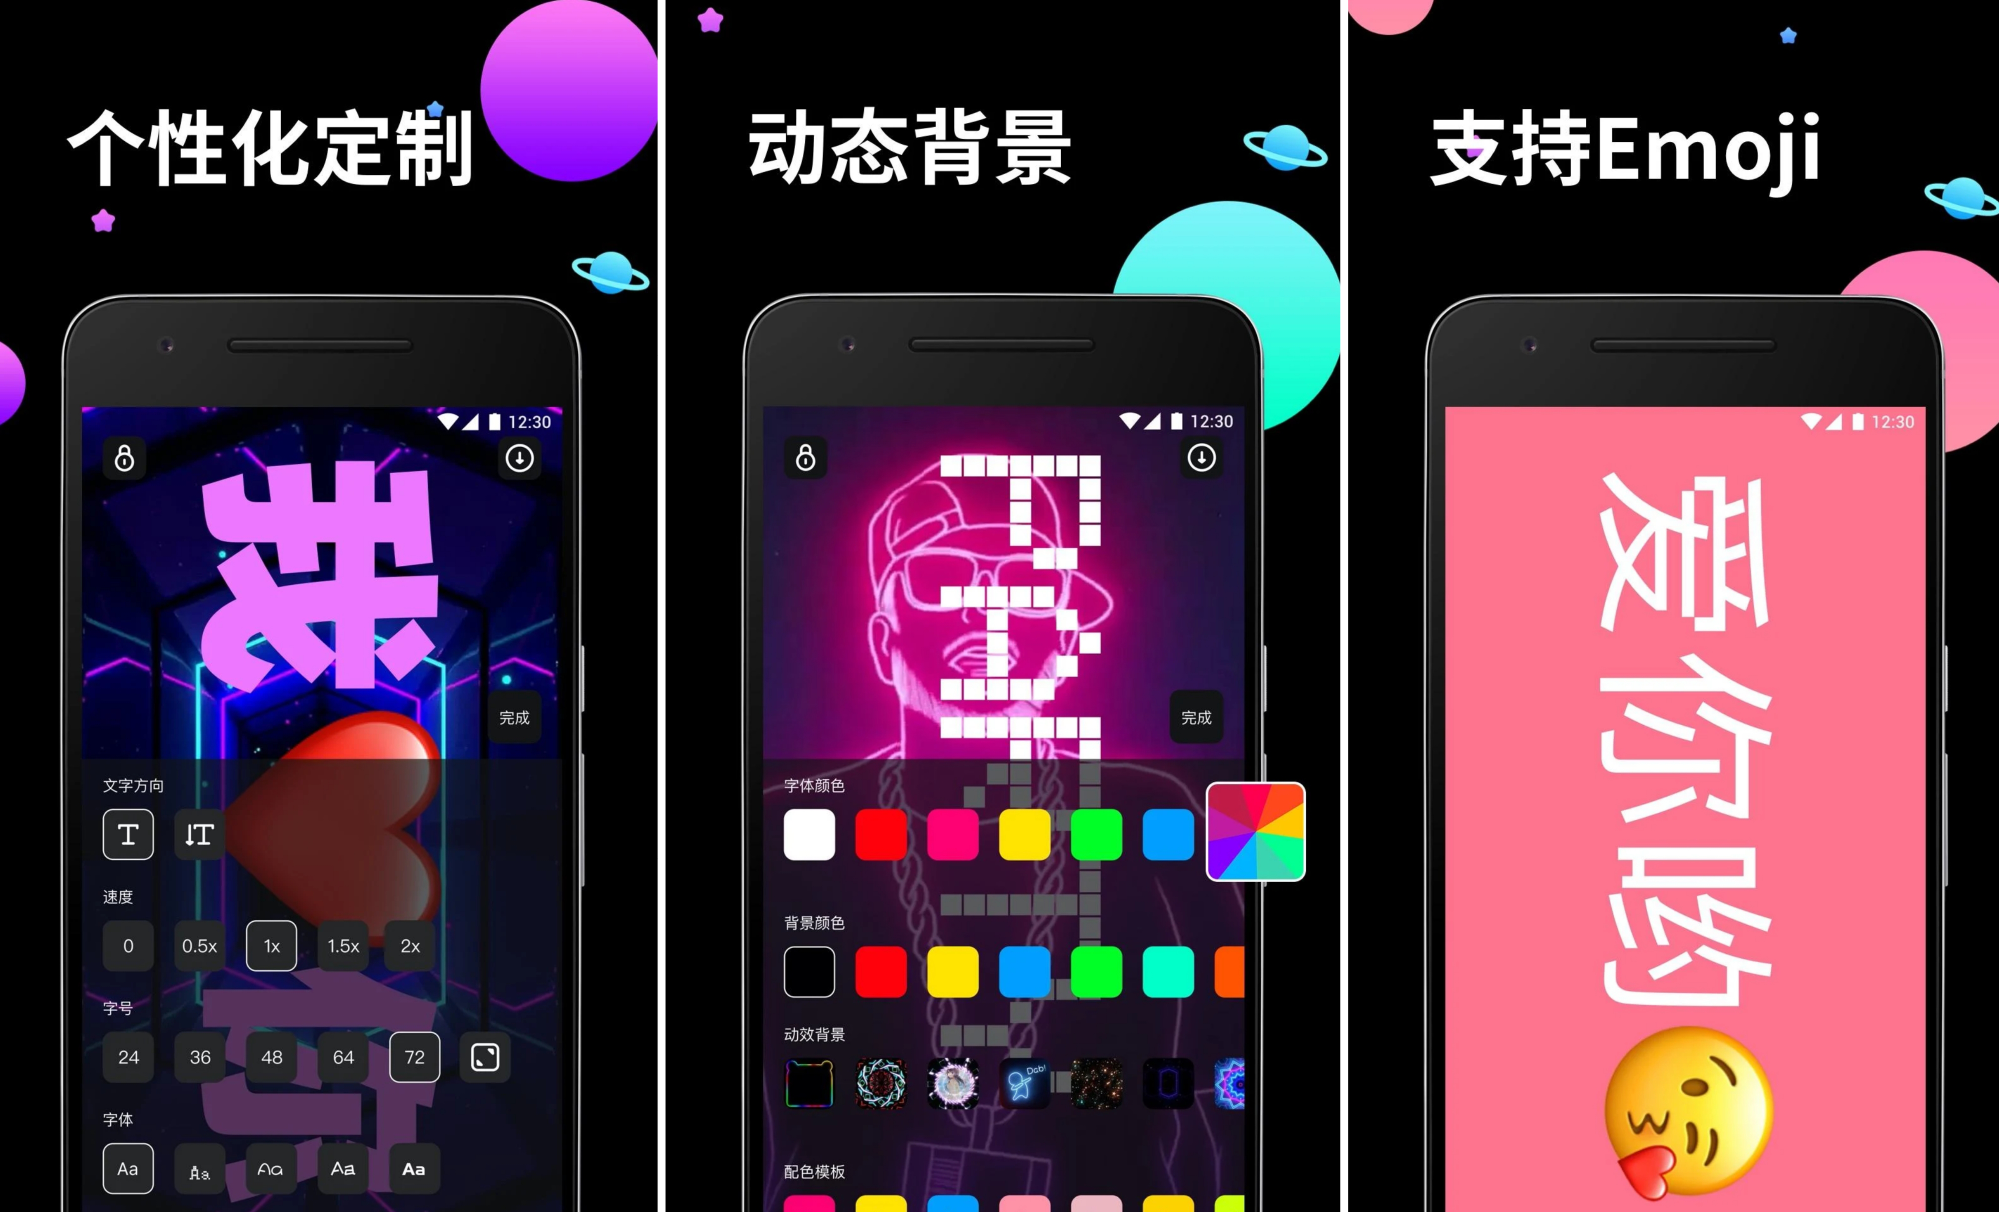 个性化定制
12:30
我❤️
完成
文字方向
T
↓T
速度
0 0.5x 1x 1.5x 2x
你
字号
24 36 48 64 72
字体
Aa Aa Aa Aa Aa
动态背景
12:30
PARTY
完成
字体颜色
背景颜色
动效背景
Dab!
配色模板
支持Emoji
12:30
爱你哟😘